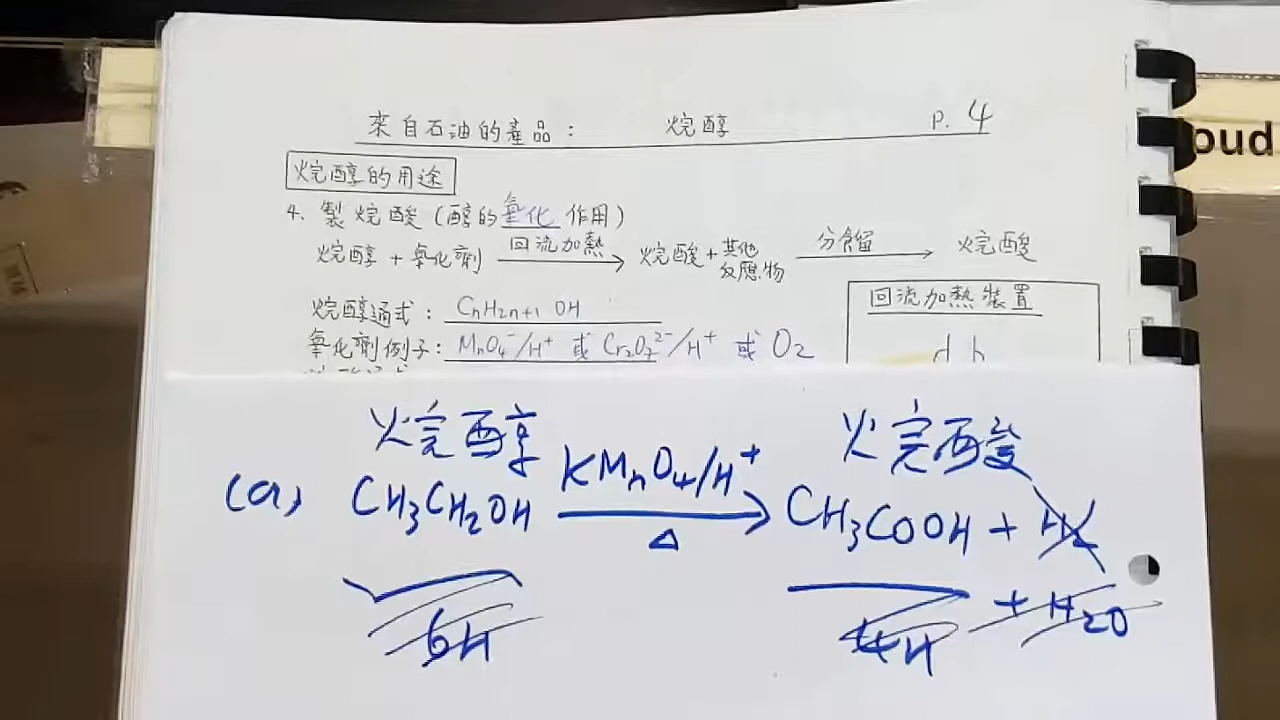 來自石油的產品： 烷醇 P. 4
烷醇的用途
4. 製烷酸（醇的氧化作用）
烷醇 + 氧化劑 回流加熱 → 烷酸 + 其他反應物 分餾 → 烷酸
烷醇通式： CnH2n+1 OH
氧化劑例子： MnO4⁻/H⁺ 或 Cr2O7²⁻/H⁺ 或 O2
回流加熱裝置
烷醇 烷酸
(a) CH3CH2OH KMnO4/H⁺ → △ CH3COOH + H2
6H 4H + H2O
oud